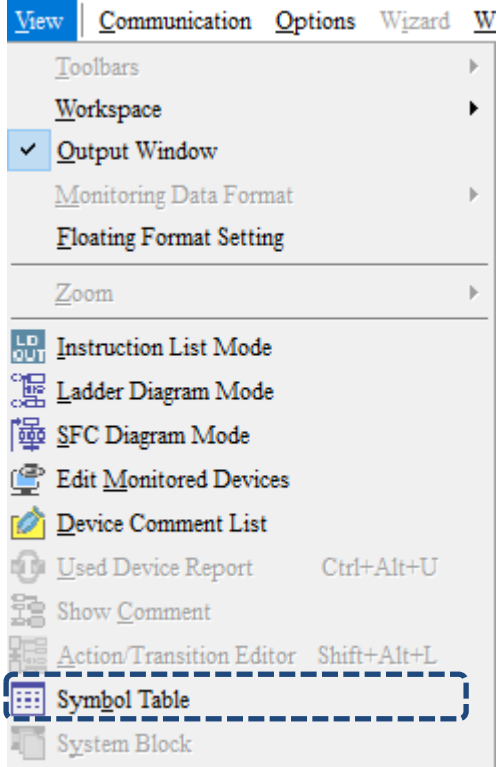 View Communication Options Wizard W
Toolbars
Workspace
Output Window
Monitoring Data Format
Floating Format Setting
Zoom
LD OUT Instruction List Mode
Ladder Diagram Mode
SFC Diagram Mode
Edit Monitored Devices
Device Comment List
Used Device Report Ctrl+Alt+U
Show Comment
Action/Transition Editor Shift+Alt+L
Symbol Table
System Block